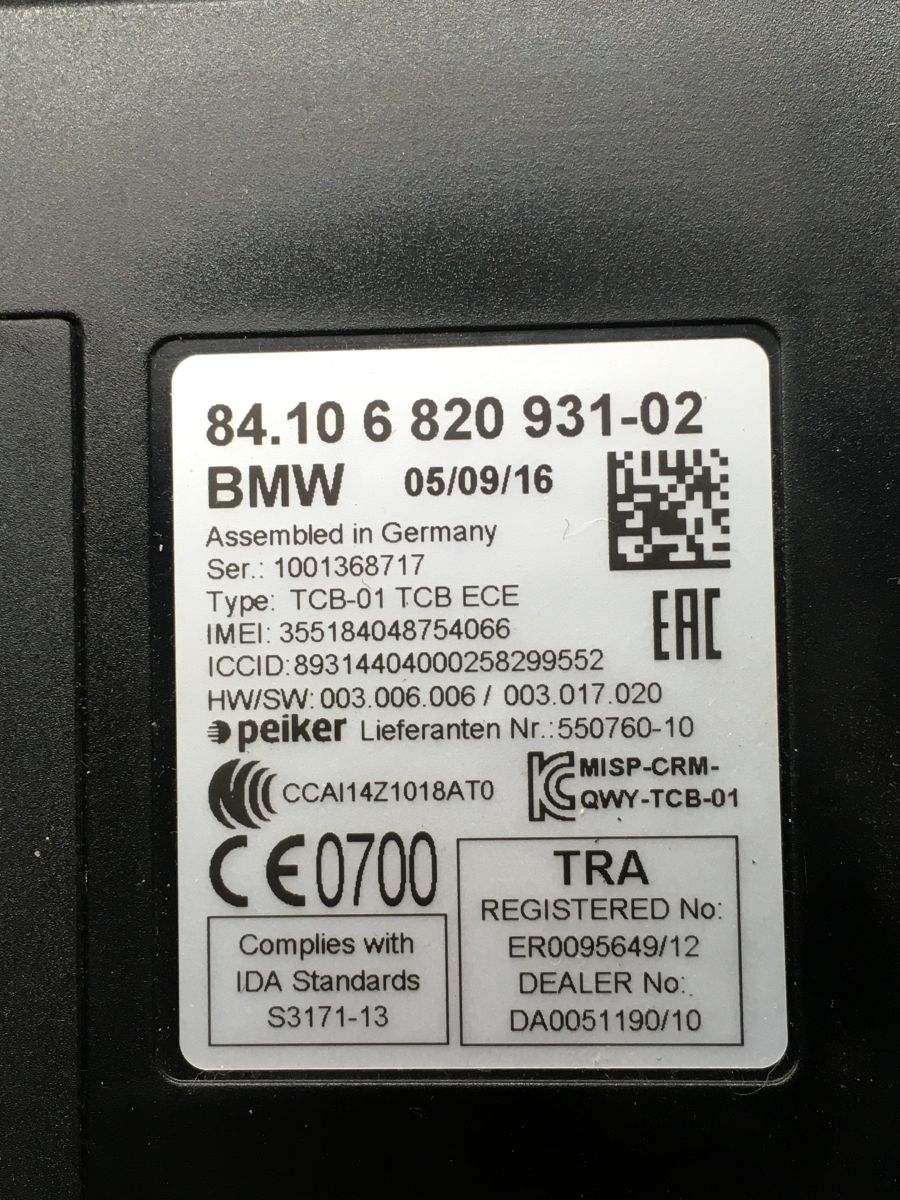 84.10 6 820 931-02
BMW 05/09/16
Assembled in Germany
Ser.: 1001368717
Type: TCB-01 TCB ECE
IMEI: 355184048754066
EAC
ICCID:89314404000258299552
HW/SW: 003.006.006 / 003.017.020
peiker Lieferanten Nr.:550760-10
CCAI14Z1018AT0
MISP-CRM-
QWY-TCB-01
CE0700
Complies with
IDA Standards
S3171-13
TRA
REGISTERED No:
ER0095649/12
DEALER No:
DA0051190/10